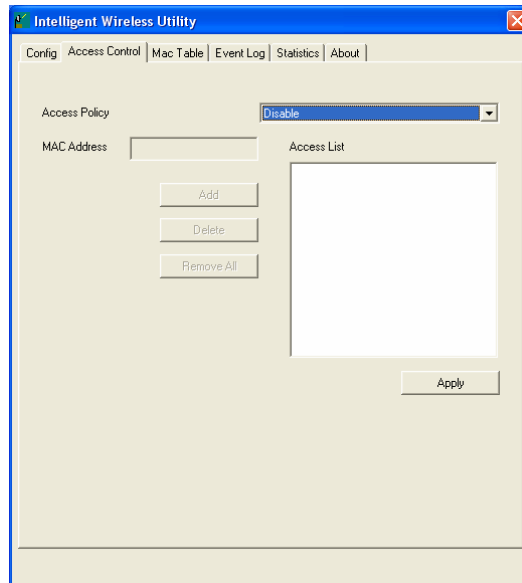 Intelligent Wireless Utility
Config Access Control Mac Table Event Log Statistics About
Access Policy Disable
MAC Address
Access List
Add
Delete
Remove All
Apply